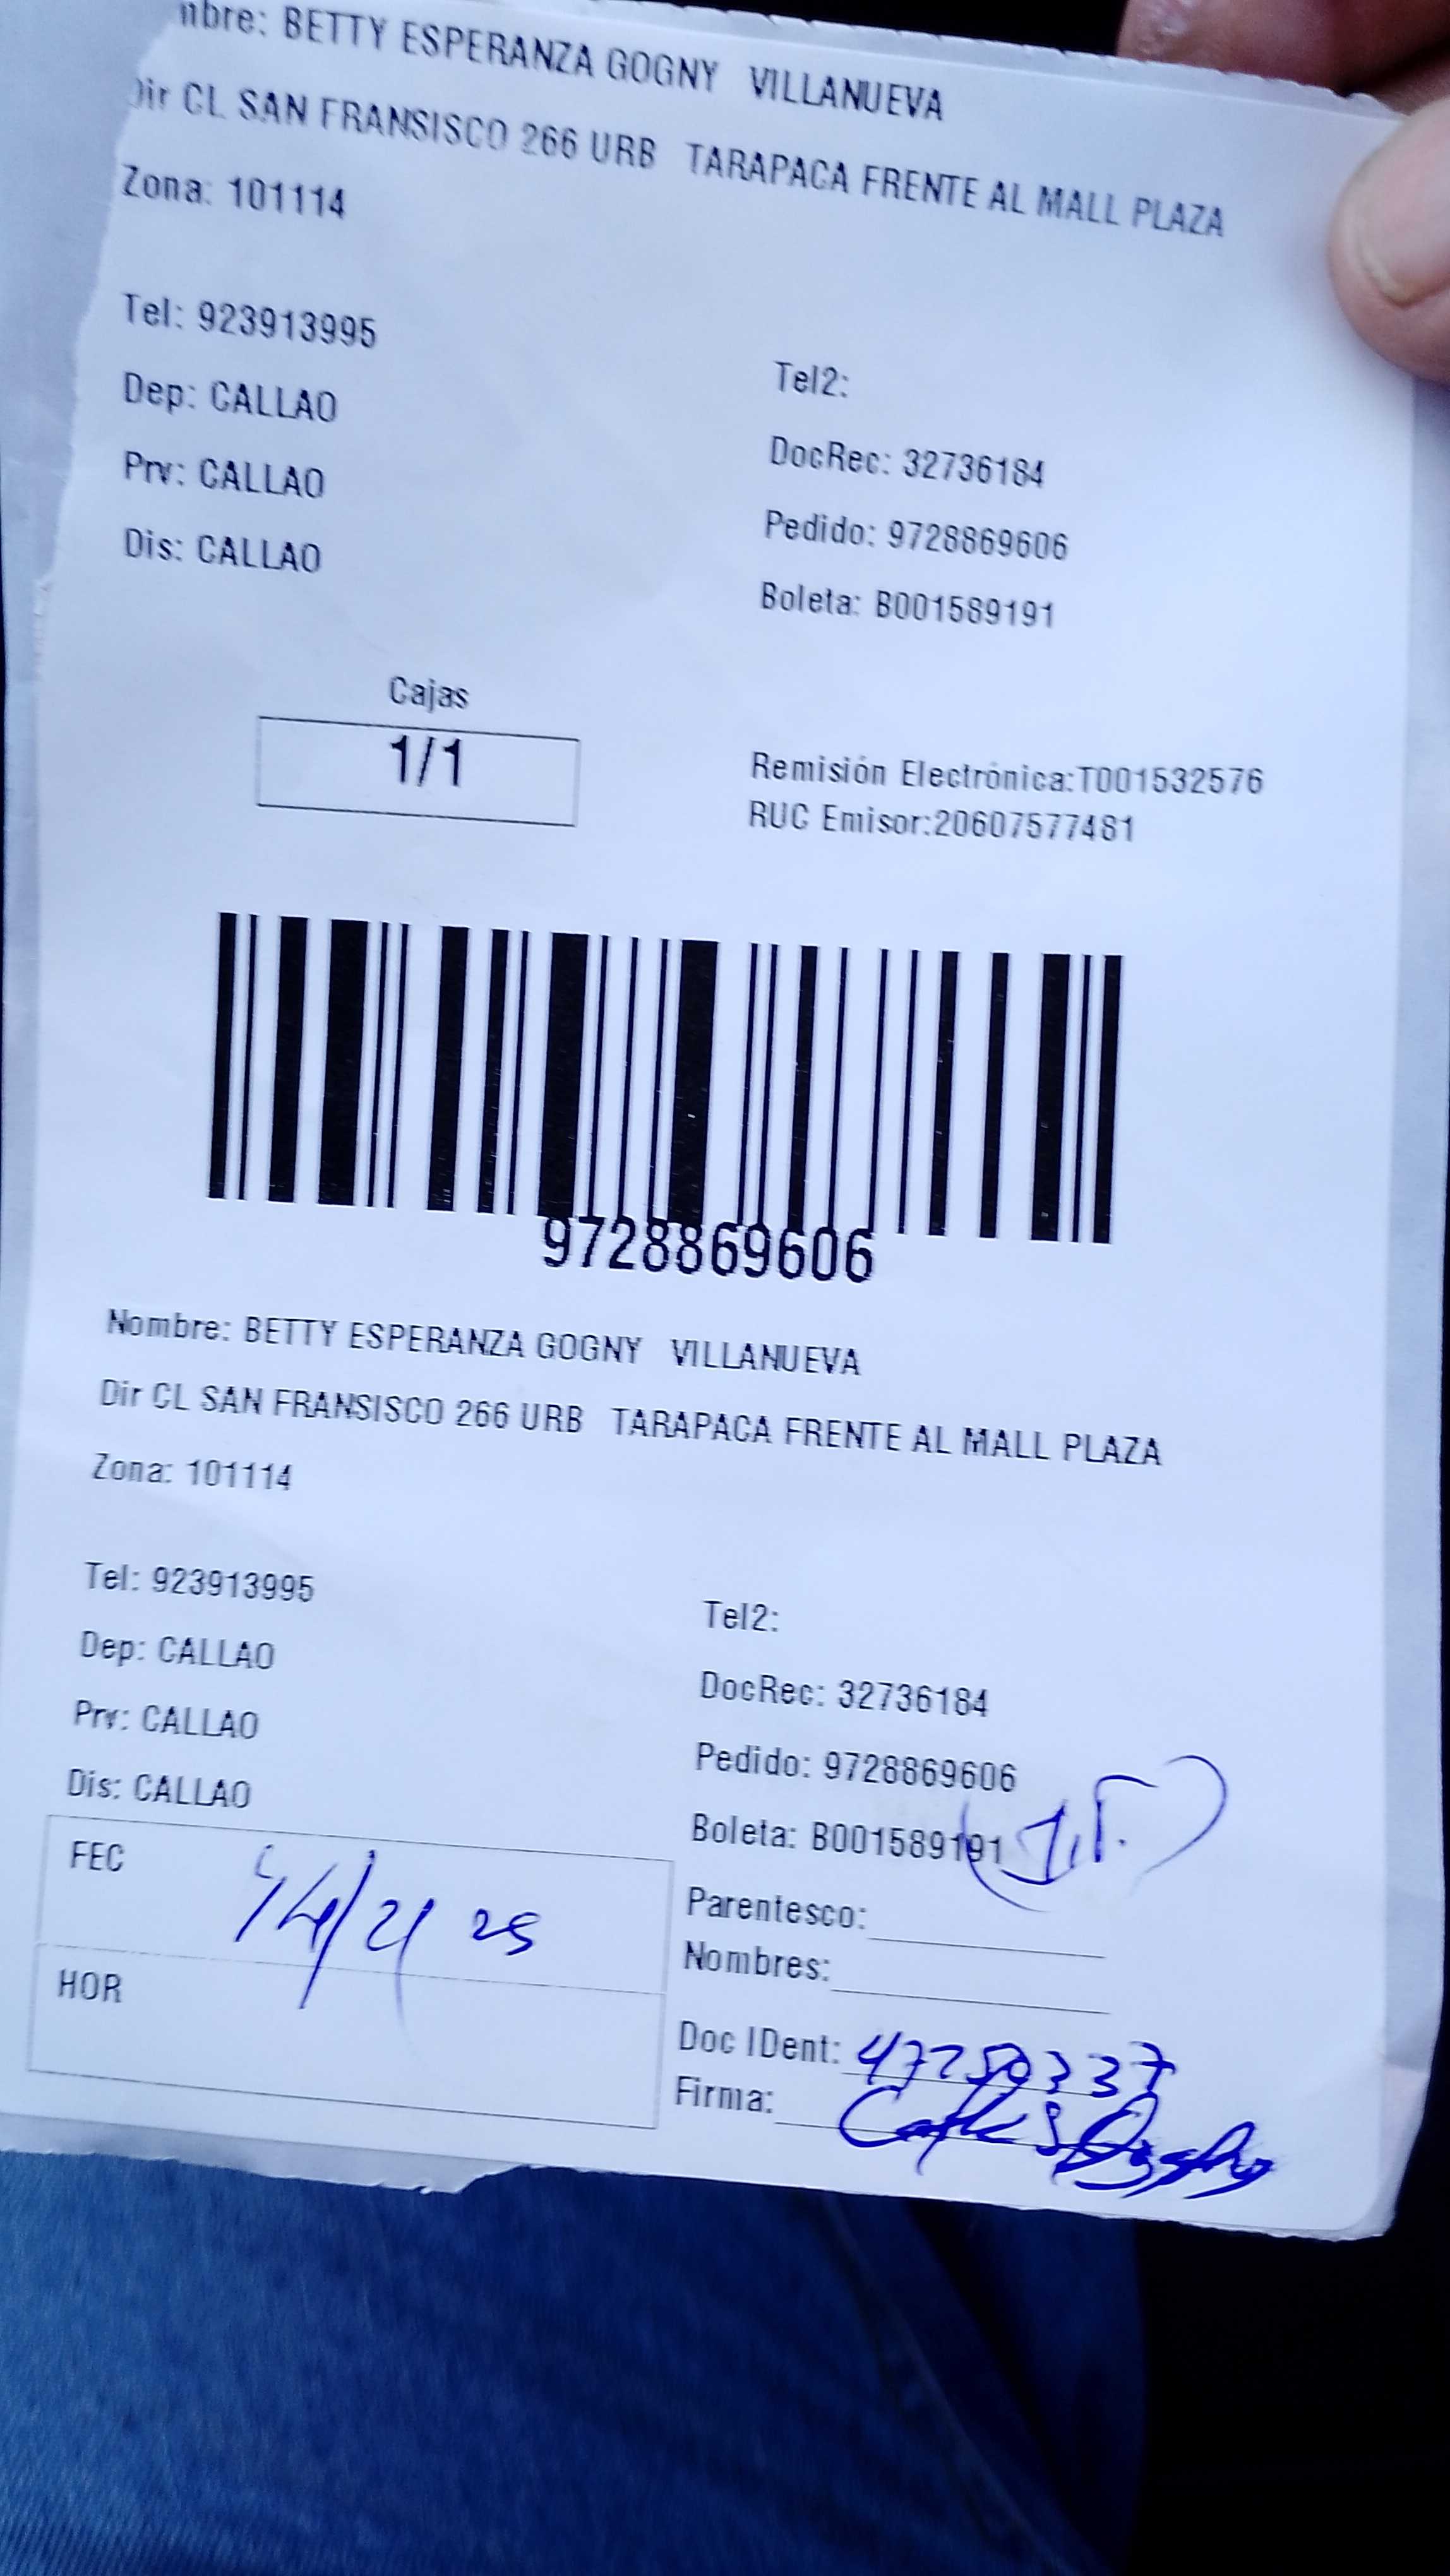 nbre: BETTY ESPERANZA GOGNY VILLANUEVA
Dir CL SAN FRANSISCO 266 URB TARAPACA FRENTE AL MALL PLAZA
Zona: 101114
Tel: 923913995
Tel2:
Dep: CALLAO
DocRec: 32736184
Prv: CALLAO
Pedido: 9728869606
Dis: CALLAO
Boleta: B001589191
Cajas
1/1
Remisión Electrónica:T001532576
RUC Emisor:20607577481
9728869606
Nombre: BETTY ESPERANZA GOGNY VILLANUEVA
Dir CL SAN FRANSISCO 266 URB TARAPACA FRENTE AL MALL PLAZA
Zona: 101114
Tel: 923913995
Tel2:
Dep: CALLAO
DocRec: 32736184
Prv: CALLAO
Pedido: 9728869606
Dis: CALLAO
Boleta: B001589191
FEC
Parentesco:
Nombres:
HOR
Doc IDent:
Firma: